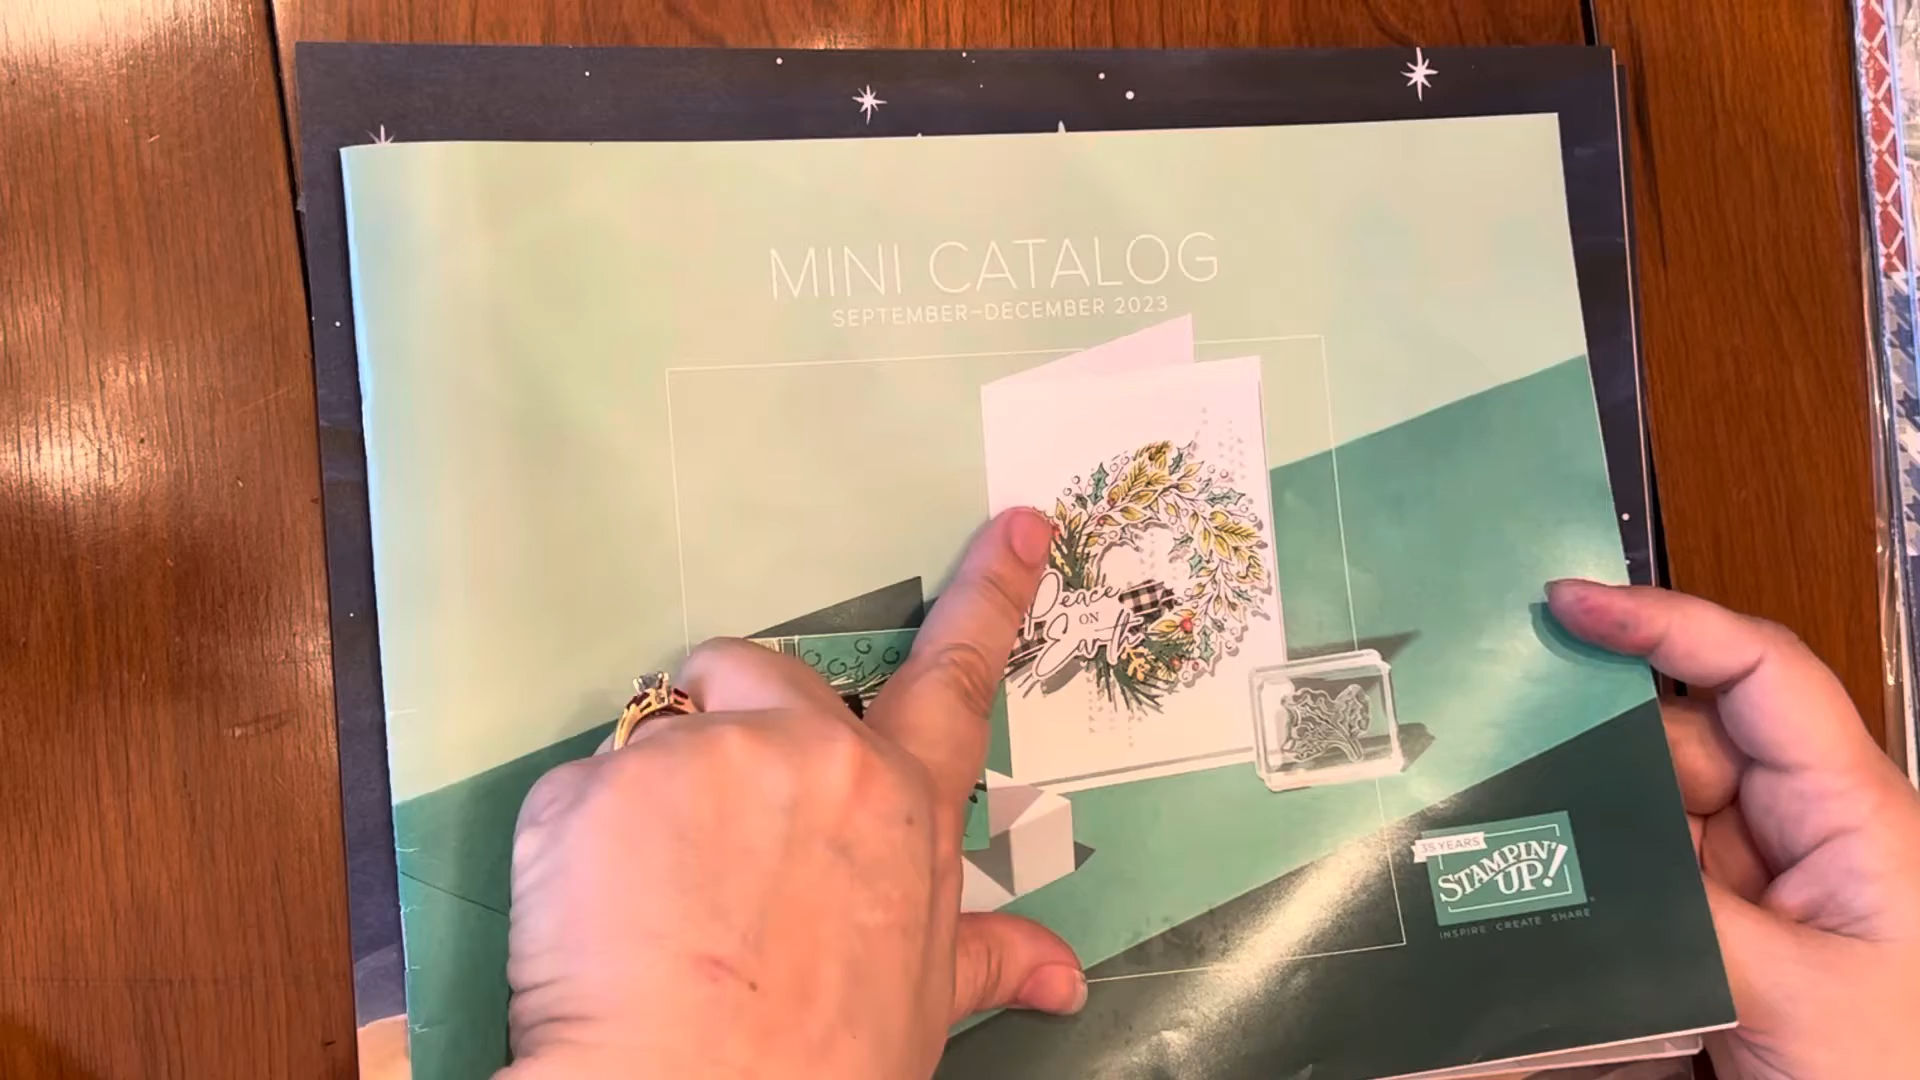 MINI CATALOG
SEPTEMBER–DECEMBER 2023
Peace
ON
Earth
35 YEARS
STAMPIN'
UP!
INSPIRE CREATE SHARE